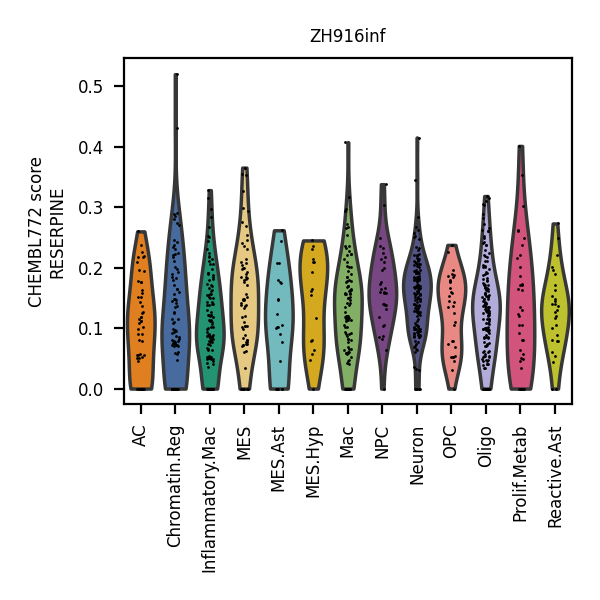 ZH916inf
CHEMBL772 score
RESERPINE
0.5
0.4
0.3
0.2
0.1
0.0
AC
Chromatin.Reg
Inflammatory.Mac
MES
MES.Ast
MES.Hyp
Mac
NPC
Neuron
OPC
Oligo
Prolif.Metab
Reactive.Ast